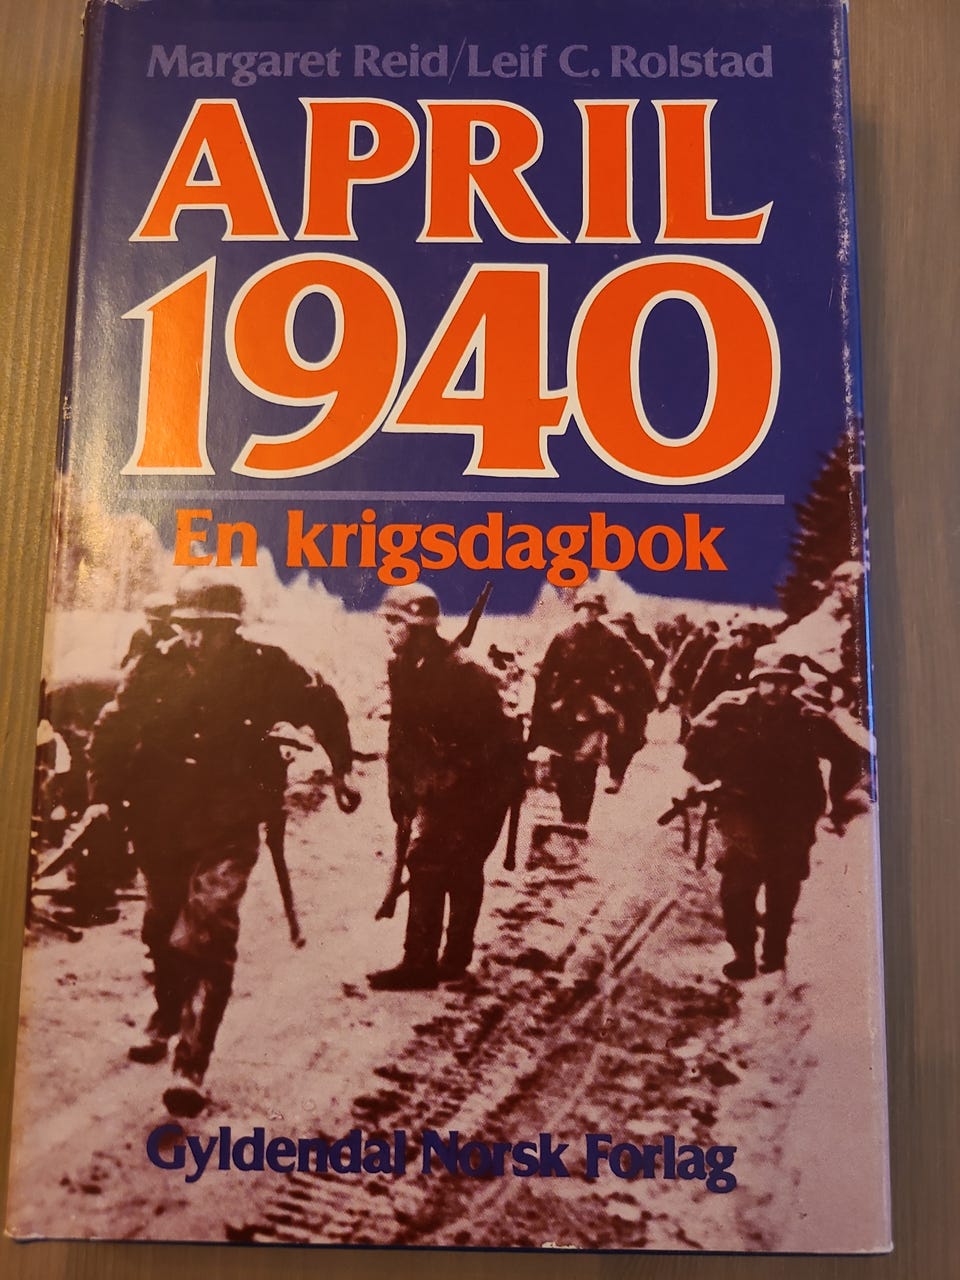 Margaret Reid/Leif C. Rolstad
APRIL
1940
En krigsdagbok
Gyldendal Norsk Forlag